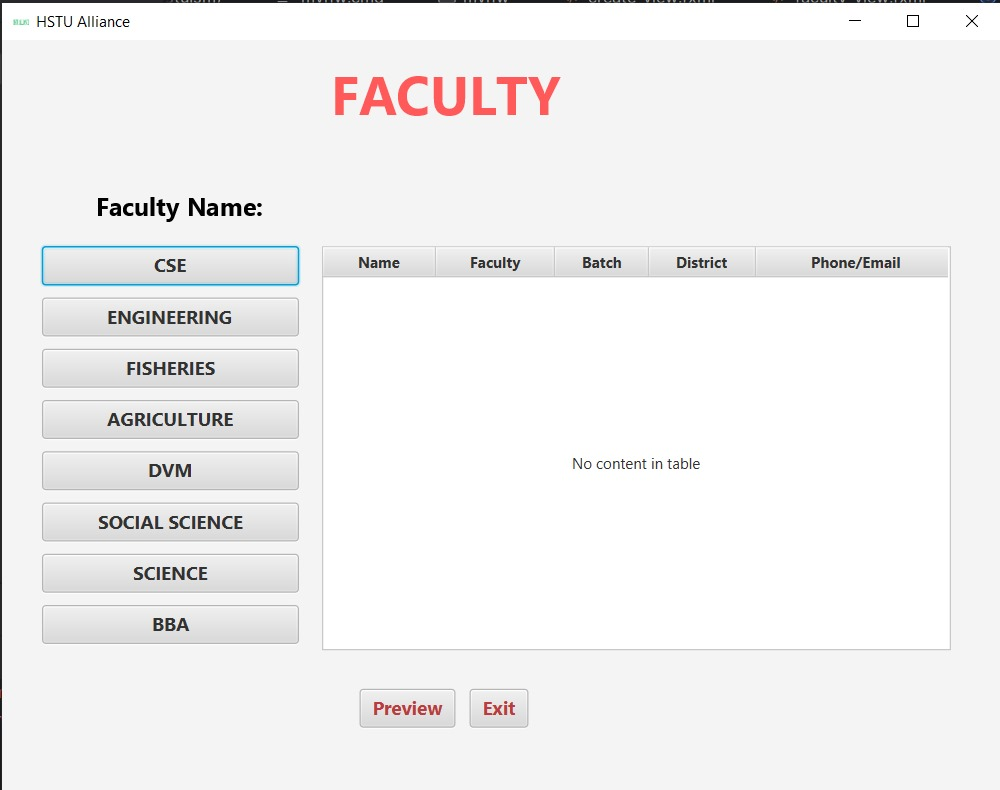 HSTU Alliance
FACULTY
Faculty Name:
CSE
ENGINEERING
FISHERIES
AGRICULTURE
DVM
SOCIAL SCIENCE
SCIENCE
BBA
Name Faculty Batch District Phone/Email
No content in table
Preview Exit